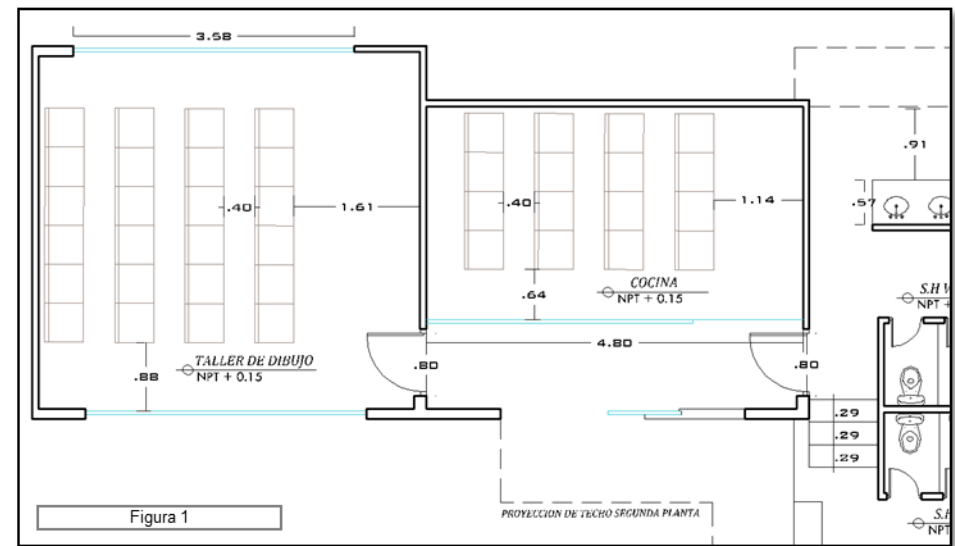 3.58
.91
.40
1.61
.40
1.14
.57
COCINA
NPT + 0.15
.64
S.H
NPT +
4.80
TALLER DE DIBUJO
NPT + 0.15
.80
.80
.88
.29
.29
.29
Figura 1
PROYECCION DE TECHO SEGUNDA PLANTA
NPT